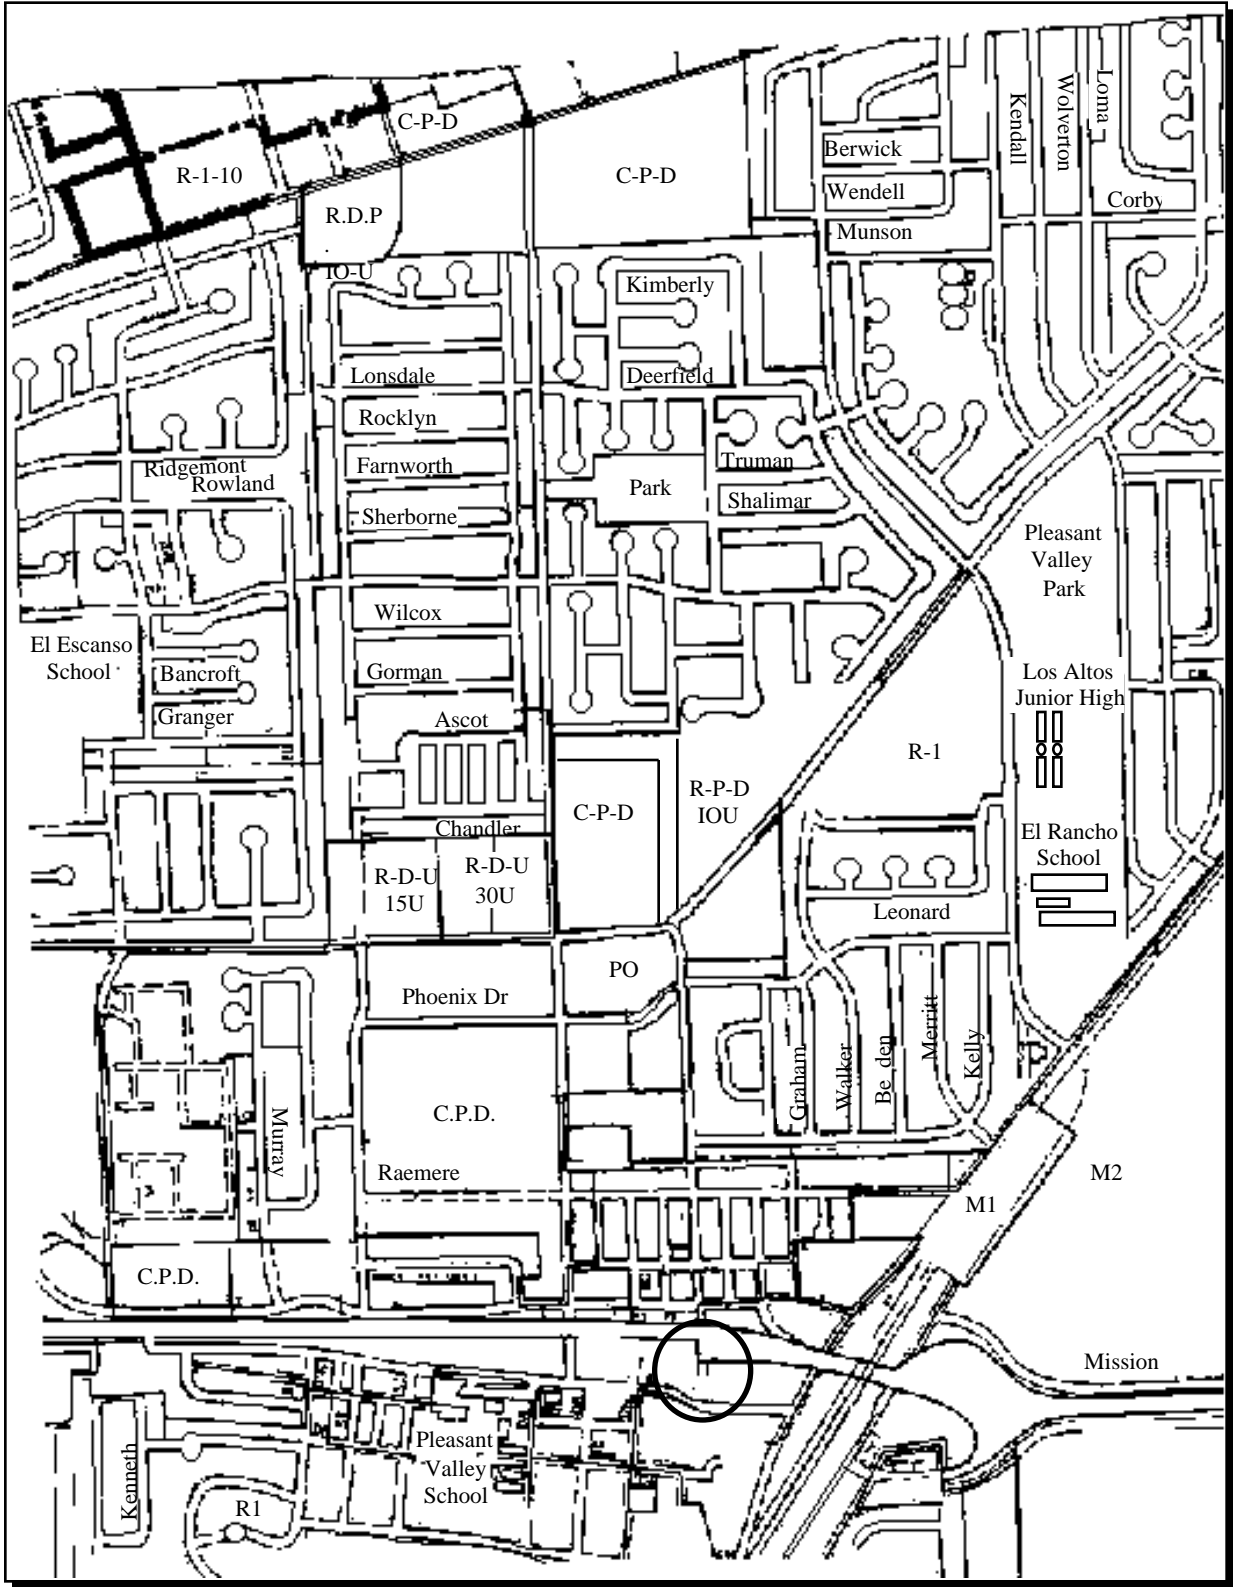 Kendall
Wolverton
Loma
C-P-D
Berwick
R-1-10
C-P-D
Wendell
Corby
R.D.P
Munson
IO-U
Kimberly
Lonsdale
Deerfield
Rocklyn
Truman
Ridgemont
Farnworth
Rowland
Park
Shalimar
Sherborne
Pleasant
Valley
Park
Wilcox
El Escanso
School
Bancroft
Gorman
Los Altos
Junior High
Granger
Ascot
R-1
R-P-D
IOU
C-P-D
Chandler
El Rancho
School
R-D-U
15U
R-D-U
30U
Leonard
PO
Phoenix Dr
Graham
Walker
Be den
Merritt
Kelly
C.P.D.
Murray
Raemere
M2
M1
C.P.D.
Mission
Kenneth
Pleasant
Valley
School
R1